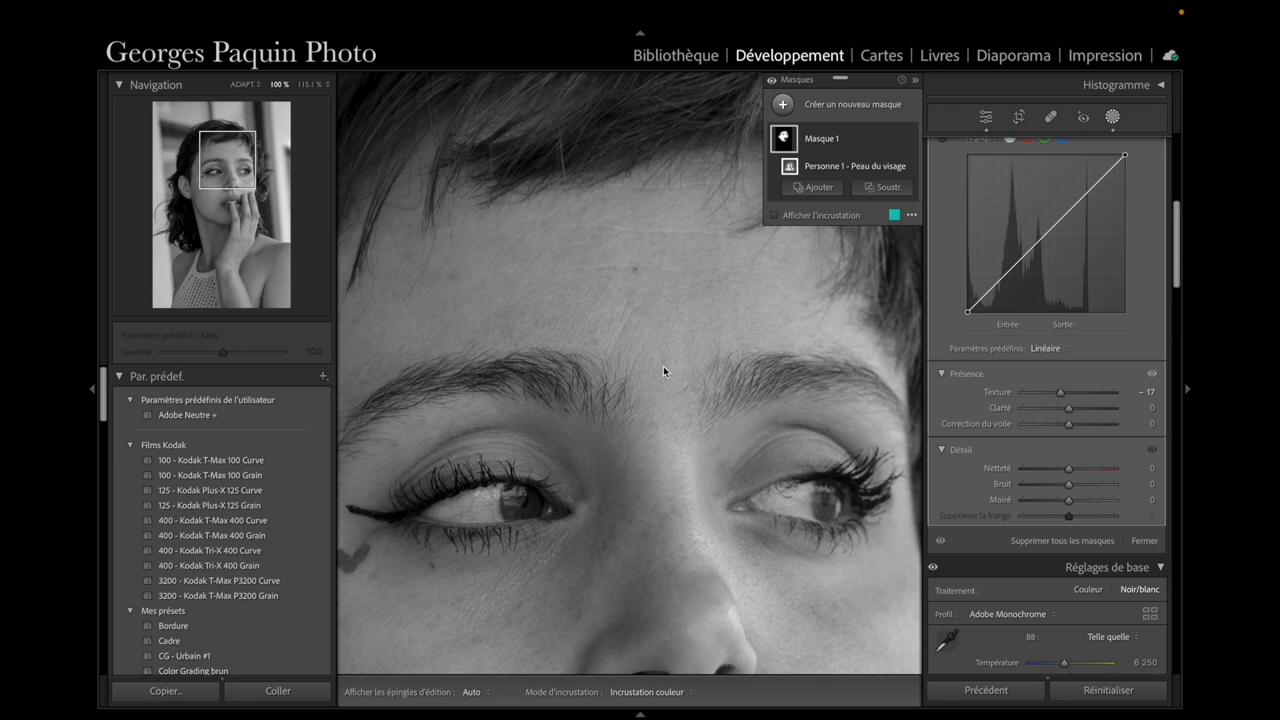 Georges Paquin Photo
Bibliothèque | Développement | Cartes | Livres | Diaporama | Impression
Navigation ADAPT. 100 % 115,1 %
Paramètre prédéfini : Sans
Quantité 100
Par. prédéf. +
Paramètres prédéfinis de l'utilisateur
Adobe Neutre +
Films Kodak
100 - Kodak T-Max 100 Curve
100 - Kodak T-Max 100 Grain
125 - Kodak Plus-X 125 Curve
125 - Kodak Plus-X 125 Grain
400 - Kodak T-Max 400 Curve
400 - Kodak T-Max 400 Grain
400 - Kodak Tri-X 400 Curve
400 - Kodak Tri-X 400 Grain
3200 - Kodak T-Max P3200 Curve
3200 - Kodak T-Max P3200 Grain
Mes présets
Bordure
Cadre
CG - Urbain #1
Color Grading brun
Copier... Coller
Masques
Créer un nouveau masque
Masque 1
Personne 1 - Peau du visage
Ajouter Soustr.
Afficher l'incrustation
Afficher les épingles d'édition : Auto Mode d'incrustation : Incrustation couleur
Histogramme
Entrée: Sortie:
Paramètres prédéfinis: Linéaire
Présence
Texture – 17
Clarté 0
Correction du voile 0
Détail
Netteté 0
Bruit 0
Moiré 0
Supprimer la frange 0
Supprimer tous les masques Fermer
Réglages de base
Traitement : Couleur Noir/blanc
Profil : Adobe Monochrome
BB : Telle quelle
Température 6 250
Précédent Réinitialiser